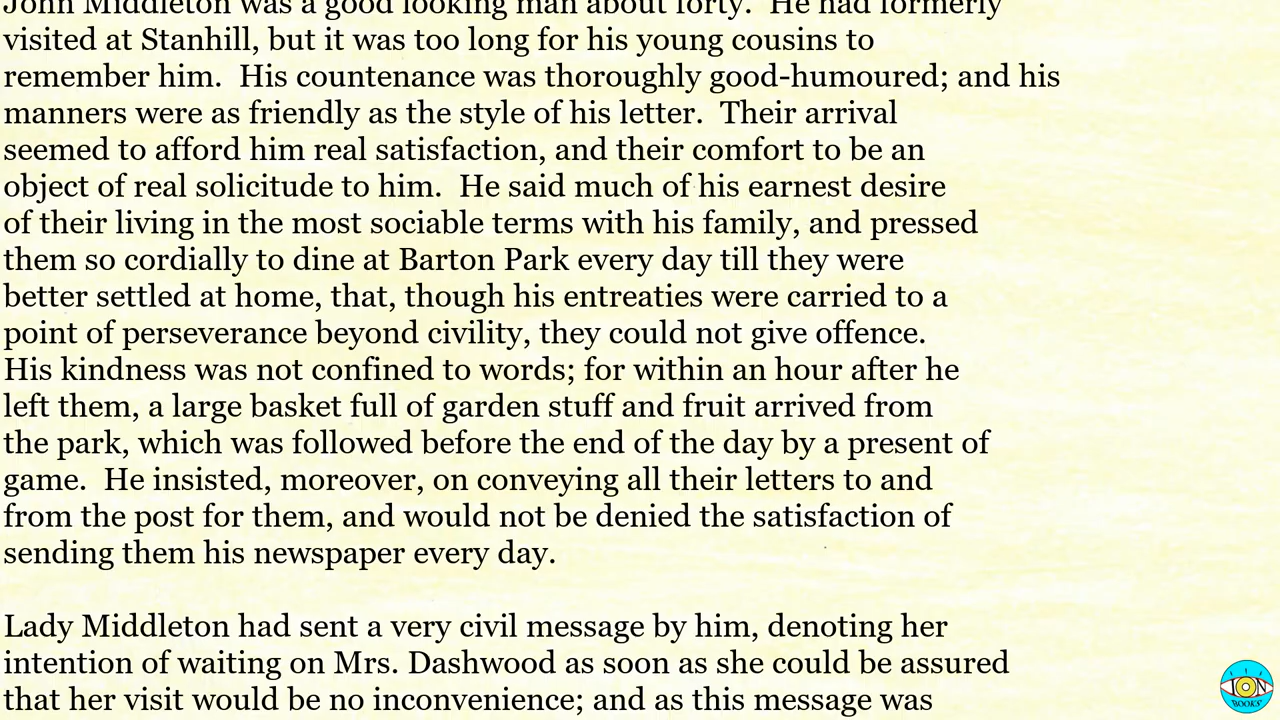 John Middleton was a good looking man about forty.  He had formerly
visited at Stanhill, but it was too long for his young cousins to
remember him.  His countenance was thoroughly good-humoured; and his
manners were as friendly as the style of his letter.  Their arrival
seemed to afford him real satisfaction, and their comfort to be an
object of real solicitude to him.  He said much of his earnest desire
of their living in the most sociable terms with his family, and pressed
them so cordially to dine at Barton Park every day till they were
better settled at home, that, though his entreaties were carried to a
point of perseverance beyond civility, they could not give offence.
His kindness was not confined to words; for within an hour after he
left them, a large basket full of garden stuff and fruit arrived from
the park, which was followed before the end of the day by a present of
game.  He insisted, moreover, on conveying all their letters to and
from the post for them, and would not be denied the satisfaction of
sending them his newspaper every day.
Lady Middleton had sent a very civil message by him, denoting her
intention of waiting on Mrs. Dashwood as soon as she could be assured
that her visit would be no inconvenience; and as this message was
ION
BOOKS